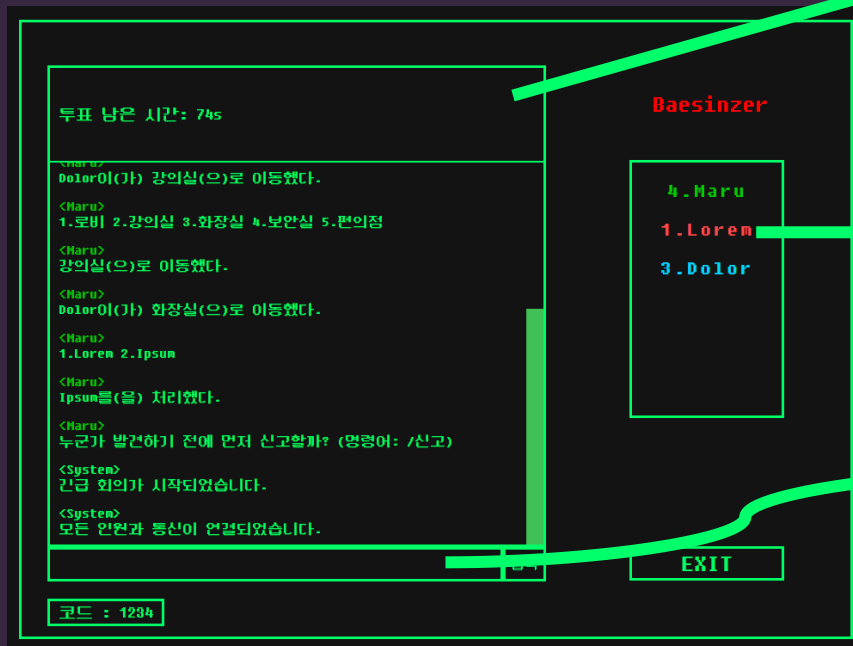 투표 남은 시간: 74s
<Maru>
Dolor이(가) 강의실(으)로 이동했다.
<Maru>
1.로비 2.강의실 3.화장실 4.보안실 5.편의점
<Maru>
강의실(으)로 이동했다.
<Maru>
Dolor이(가) 화장실(으)로 이동했다.
<Maru>
1.Lorem 2.Ipsum
<Maru>
Ipsum를(을) 처리했다.
<Maru>
누군가 발견하기 전에 먼저 신고할까? (명령어: /신고)
<System>
긴급 회의가 시작되었습니다.
<System>
모든 인원과 통신이 연결되었습니다.
코드 : 1234
Baesinzer
4.Maru
1.Lorem
3.Dolor
EXIT